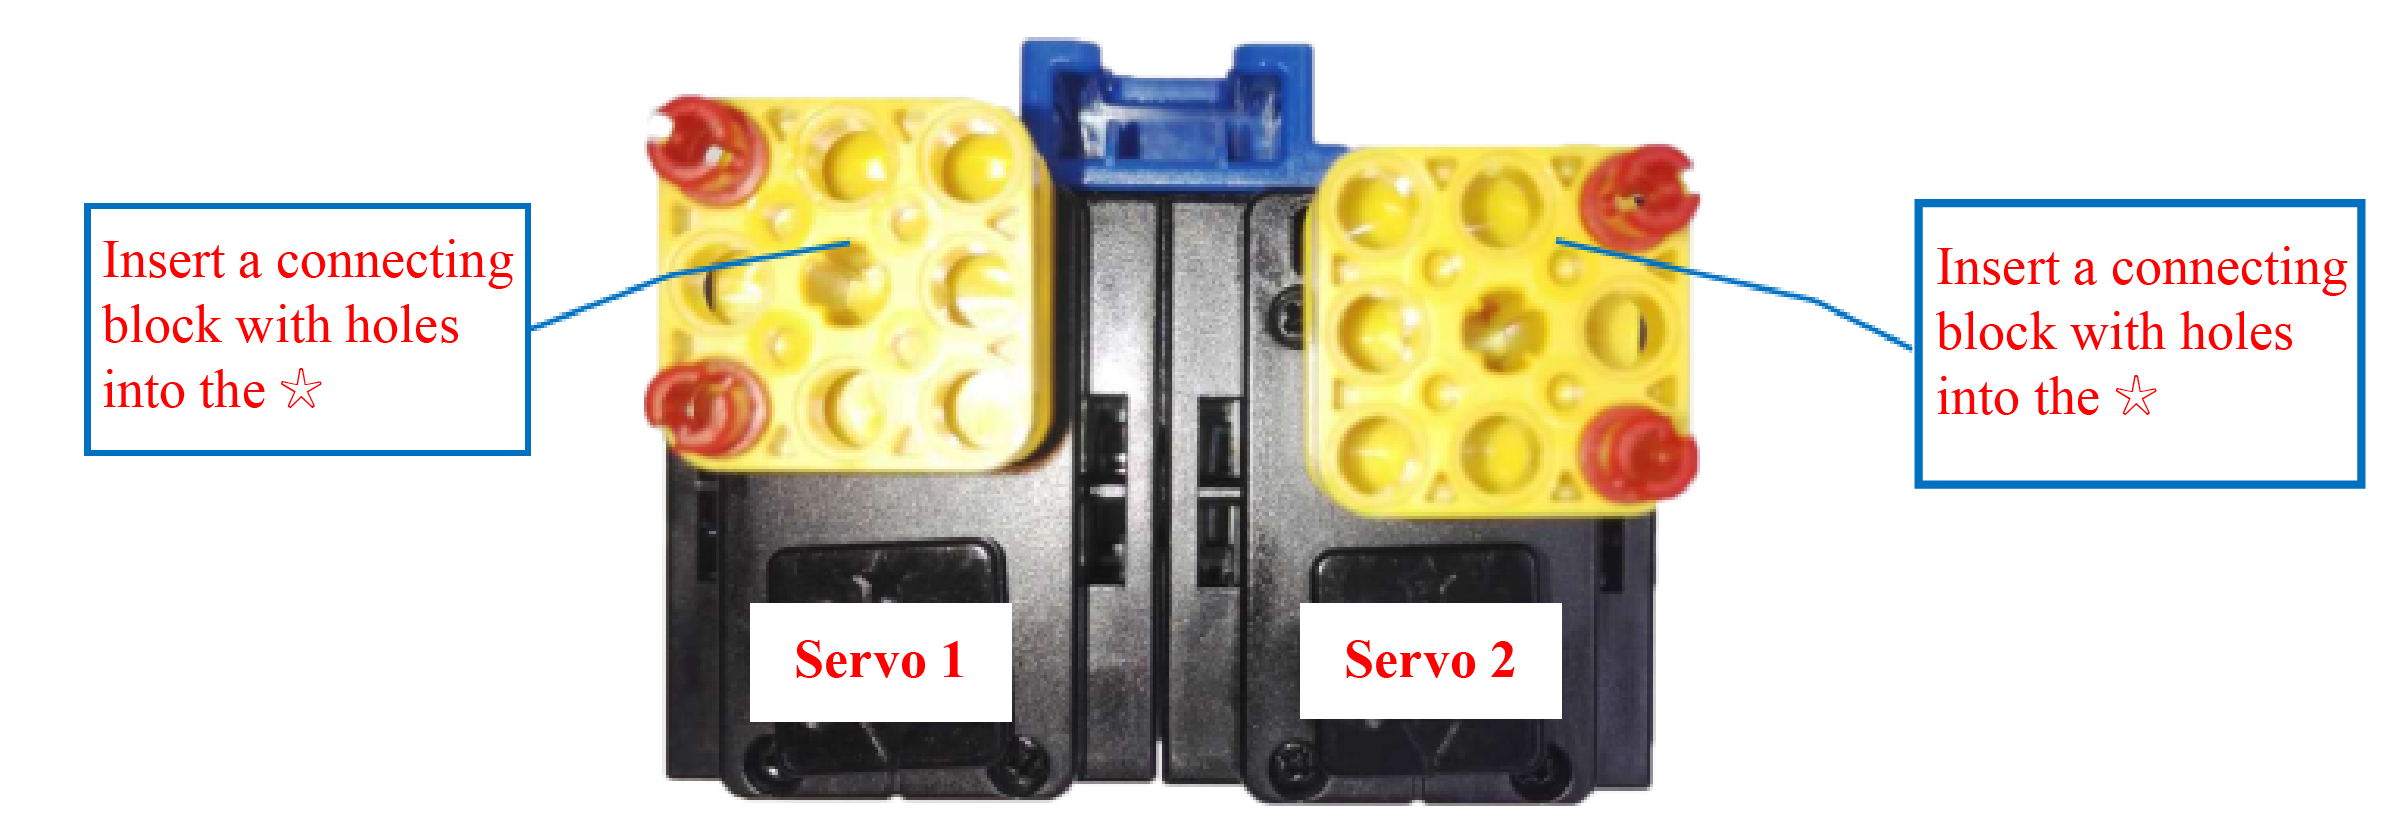 Insert a connecting
block with holes
into the ☆
Insert a connecting
block with holes
into the ☆
Servo 1
Servo 2